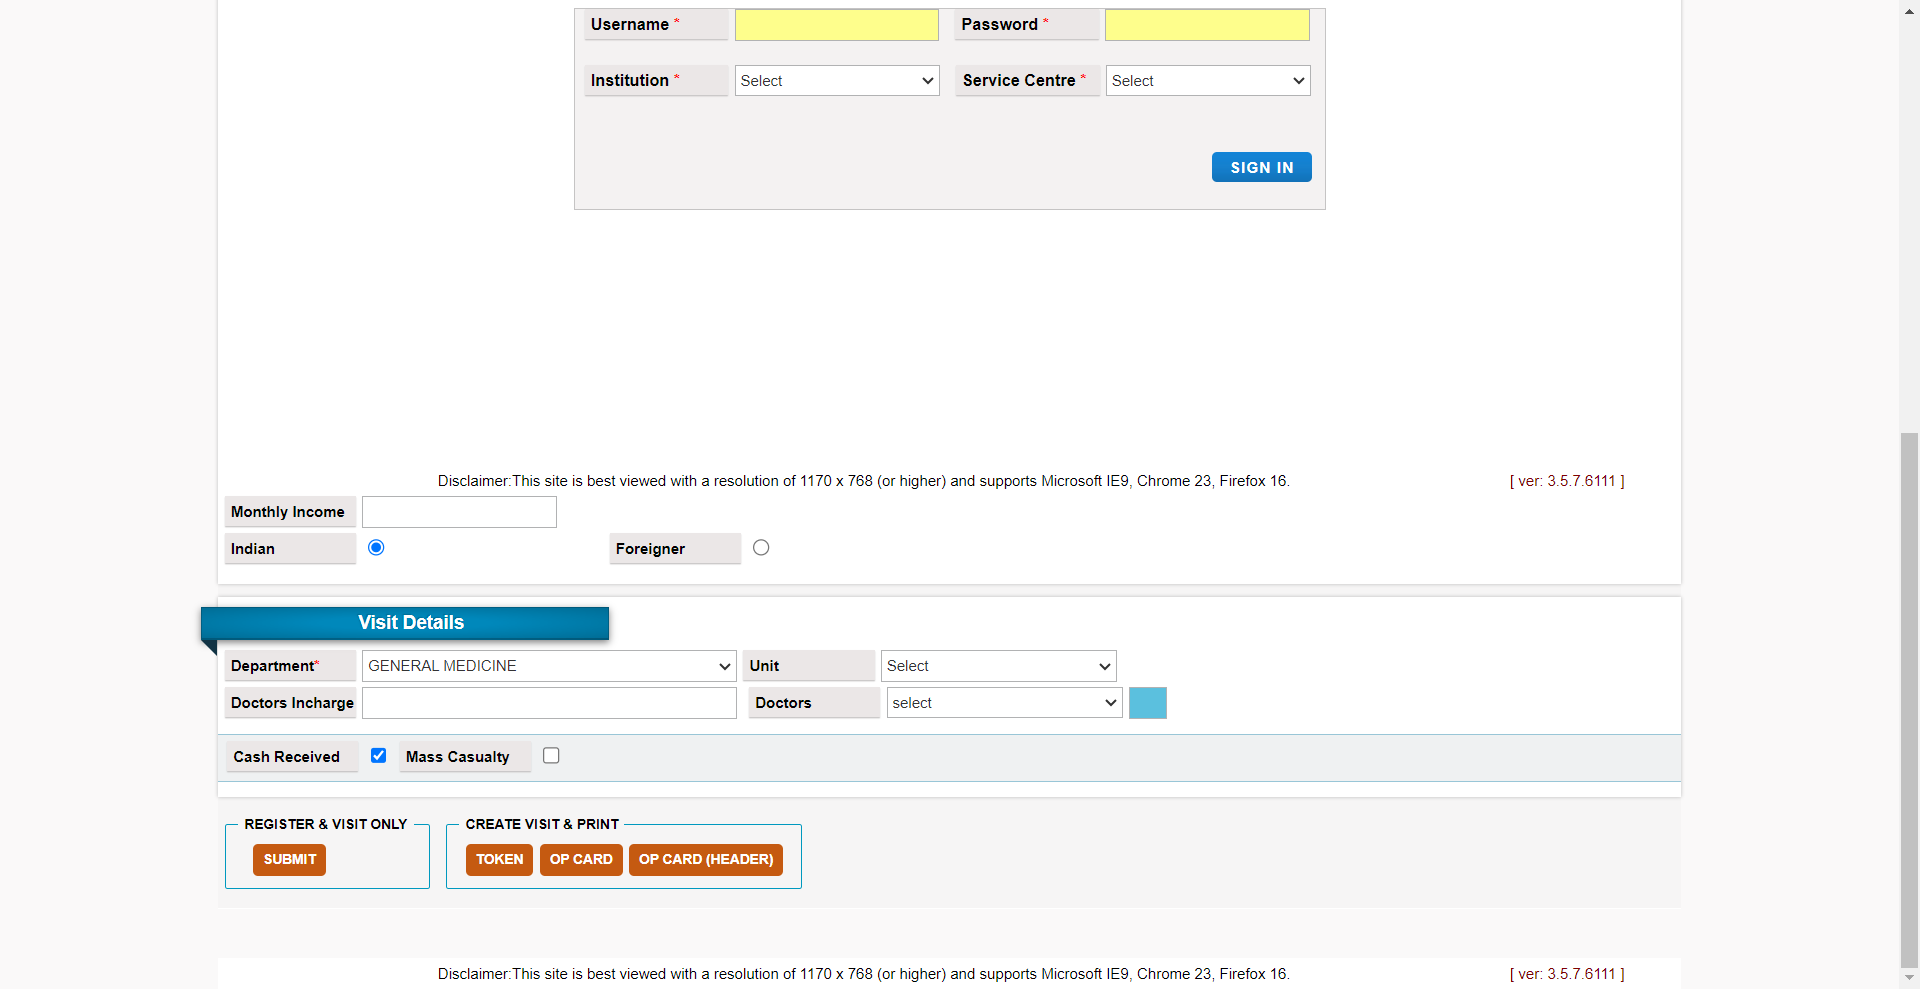 Username * Password *
Institution * Select Service Centre * Select
SIGN IN
Disclaimer:This site is best viewed with a resolution of 1170 x 768 (or higher) and supports Microsoft IE9, Chrome 23, Firefox 16. [ ver: 3.5.7.6111 ]
Monthly Income
Indian Foreigner
Visit Details
Department* GENERAL MEDICINE Unit Select
Doctors Incharge Doctors select
Cash Received Mass Casualty
REGISTER & VISIT ONLY CREATE VISIT & PRINT
SUBMIT TOKEN OP CARD OP CARD (HEADER)
Disclaimer:This site is best viewed with a resolution of 1170 x 768 (or higher) and supports Microsoft IE9, Chrome 23, Firefox 16. [ ver: 3.5.7.6111 ]